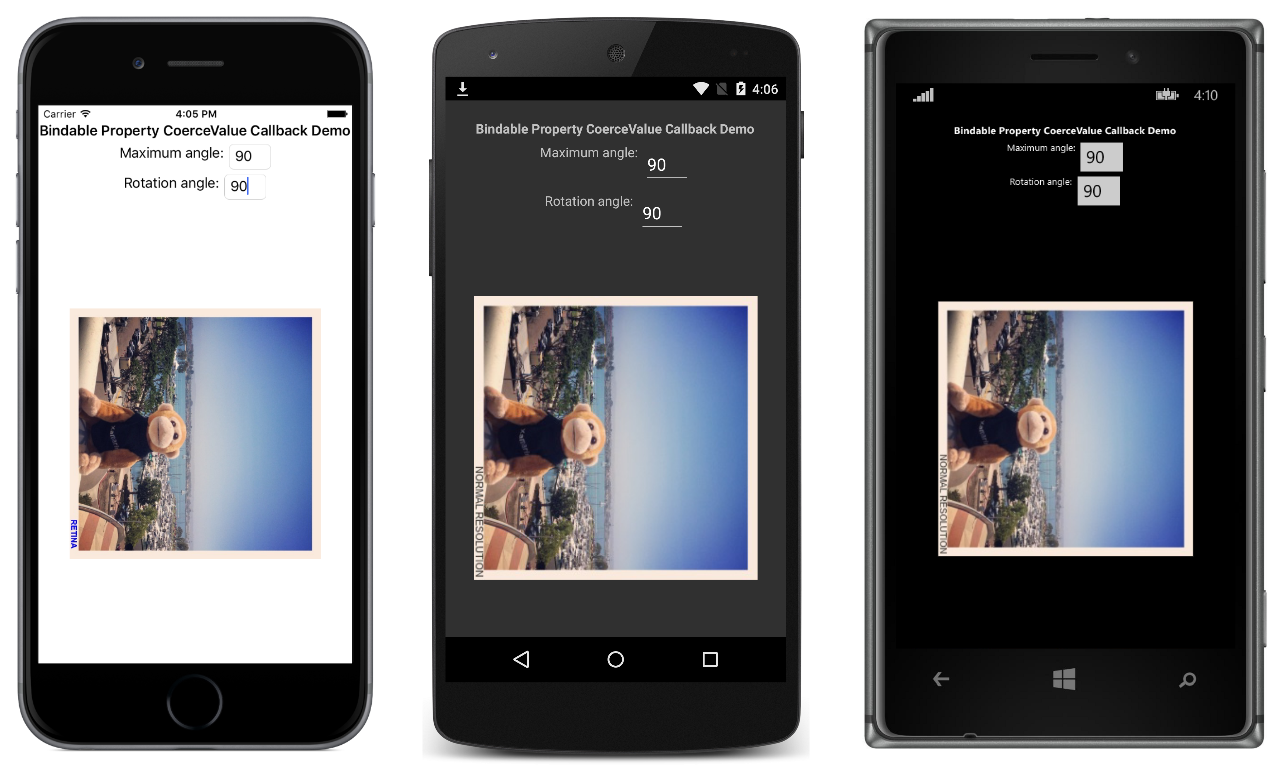 Carrier 4:05 PM
Bindable Property CoerceValue Callback Demo
Maximum angle: 90
Rotation angle: 90
RETINA
4:06
Bindable Property CoerceValue Callback Demo
Maximum angle: 90
Rotation angle: 90
NORMAL RESOLUTION
4:10
Bindable Property CoerceValue Callback Demo
Maximum angle: 90
Rotation angle: 90
NORMAL RESOLUTION